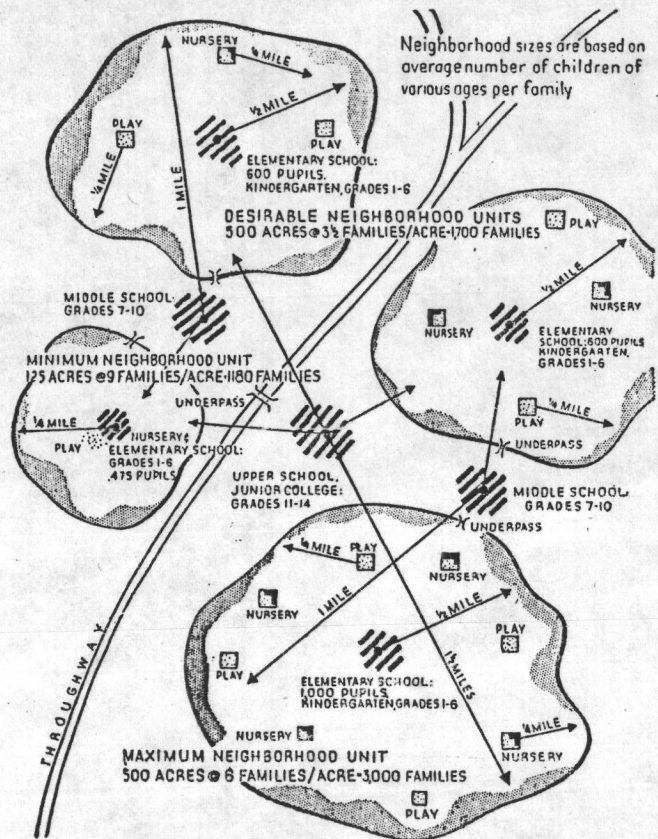 Neighborhood sizes are based on
average number of children of
various ages per family
NURSERY
¼ MILE
½ MILE
PLAY
¼ MILE
1 MILE
PLAY
ELEMENTARY SCHOOL:
600 PUPILS,
KINDERGARTEN, GRADES 1-6
DESIRABLE NEIGHBORHOOD UNITS
500 ACRES @ 3½ FAMILIES/ACRE=1,700 FAMILIES
PLAY
½ MILE
NURSERY
NURSERY
ELEMENTARY
SCHOOL: 600 PUPILS
KINDERGARTEN,
GRADES 1-6
¼ MILE
PLAY
UNDERPASS
MIDDLE SCHOOL:
GRADES 7-10
MINIMUM NEIGHBORHOOD UNIT
125 ACRES @ 9 FAMILIES/ACRE=1180 FAMILIES
UNDERPASS
¼ MILE
PLAY
NURSERY &
ELEMENTARY SCHOOL:
GRADES 1-6
475 PUPILS
UPPER SCHOOL,
JUNIOR COLLEGE:
GRADES 11-14
MIDDLE SCHOOL
GRADES 7-10
UNDERPASS
¼ MILE
PLAY
NURSERY
NURSERY
1 MILE
½ MILE
PLAY
1½ MILES
PLAY
ELEMENTARY SCHOOL:
1,000 PUPILS,
KINDERGARTEN, GRADES 1-6
NURSERY
¼ MILE
NURSERY
MAXIMUM NEIGHBORHOOD UNIT
500 ACRES @ 6 FAMILIES/ACRE=3,000 FAMILIES
PLAY
THROUGHWAY